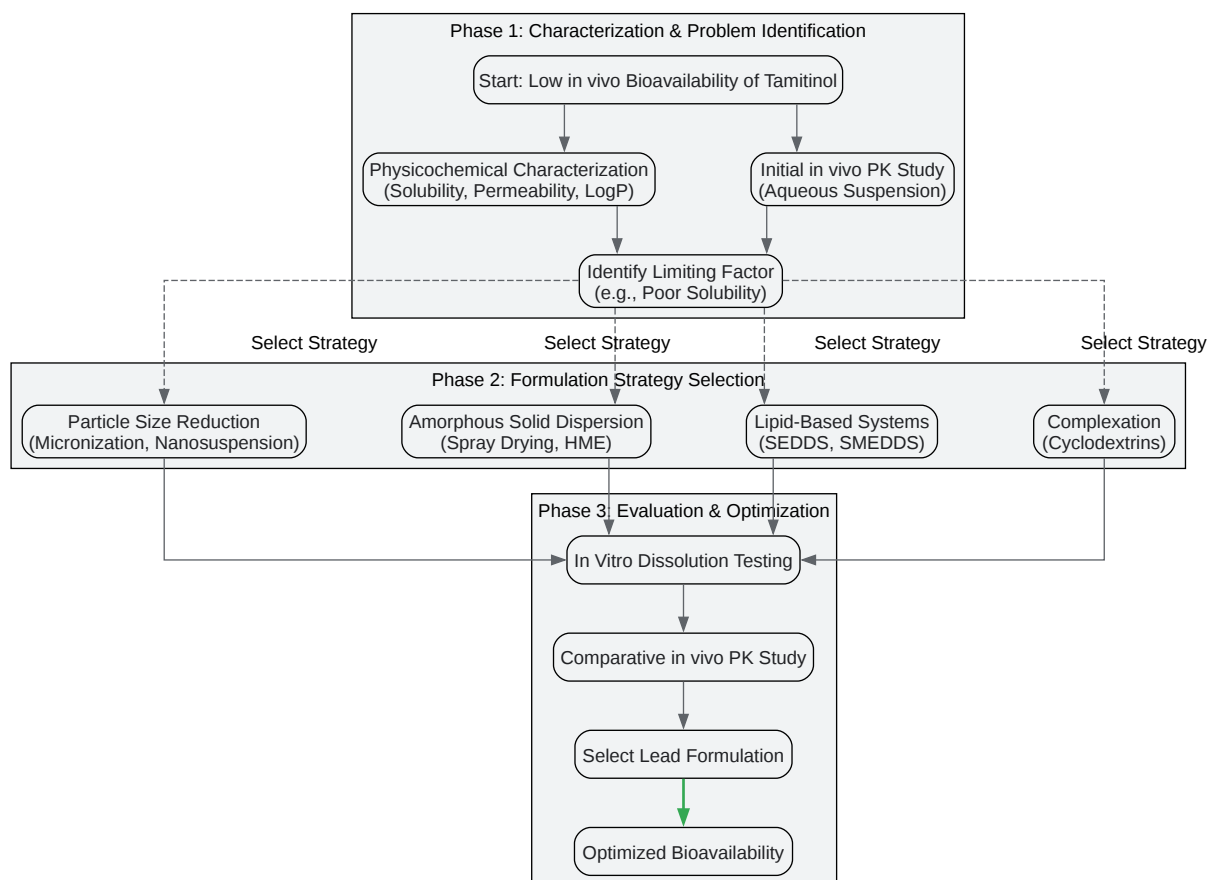 Phase 1: Characterization & Problem Identification
Start: Low in vivo Bioavailability of Tamitinol
Physicochemical Characterization
(Solubility, Permeability, LogP)
Initial in vivo PK Study
(Aqueous Suspension)
Identify Limiting Factor
(e.g., Poor Solubility)
Select Strategy
Select Strategy
Select Strategy
Select Strategy
Phase 2: Formulation Strategy Selection
Particle Size Reduction
(Micronization, Nanosuspension)
Amorphous Solid Dispersion
(Spray Drying, HME)
Lipid-Based Systems
(SEDDS, SMEDDS)
Complexation
(Cyclodextrins)
Phase 3: Evaluation & Optimization
In Vitro Dissolution Testing
Comparative in vivo PK Study
Select Lead Formulation
Optimized Bioavailability